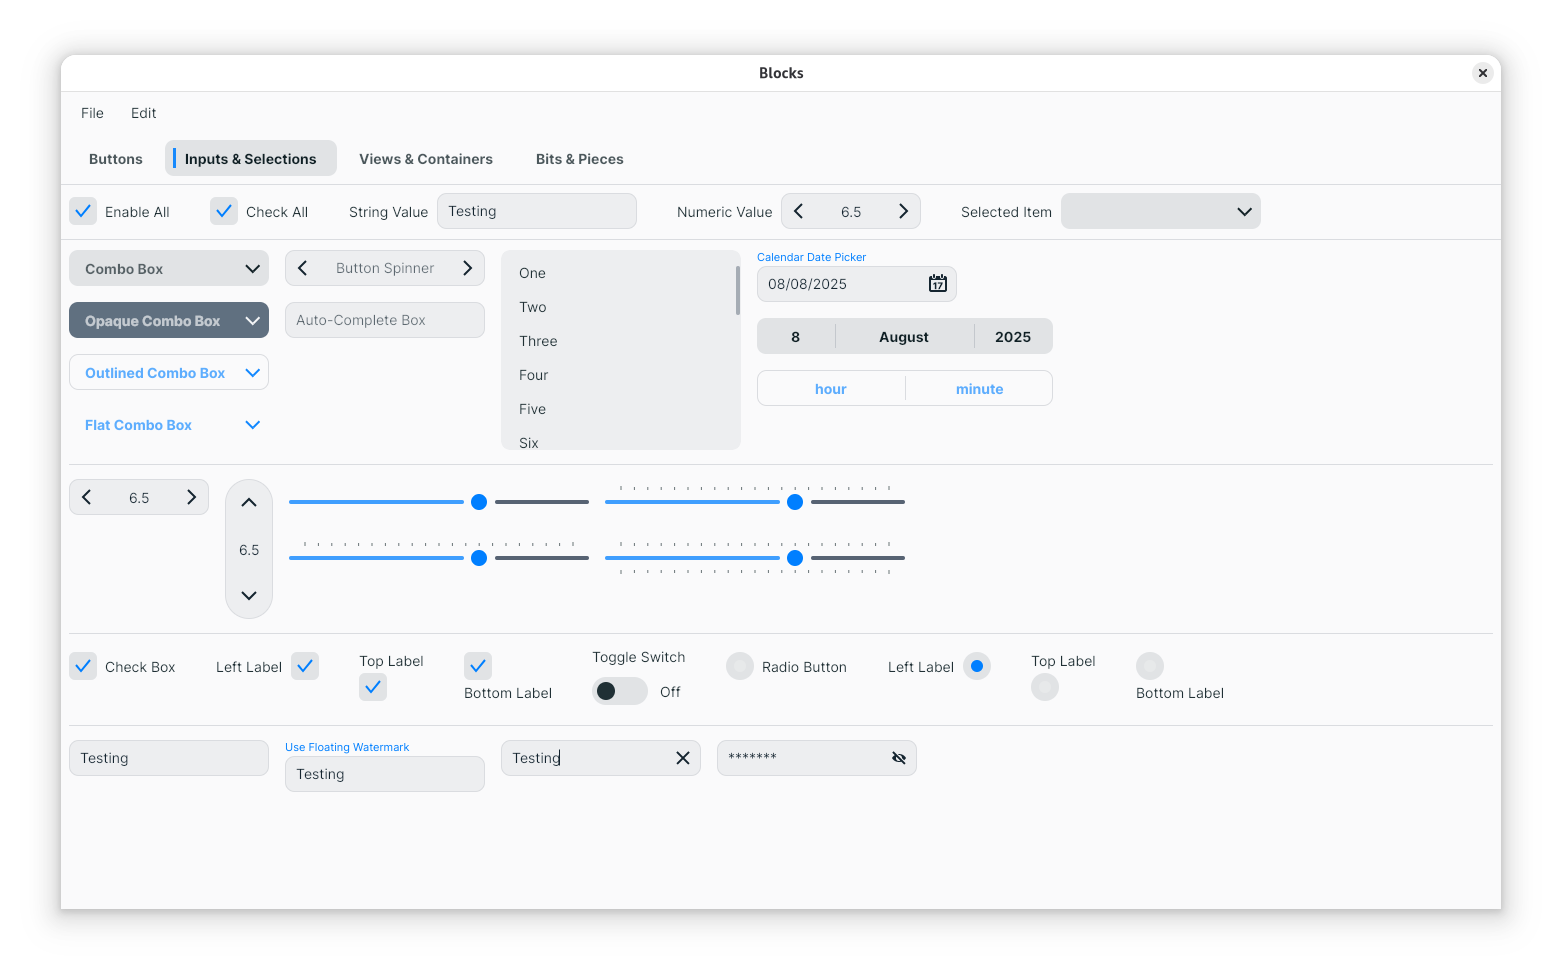 Blocks
File Edit
Buttons Inputs & Selections Views & Containers Bits & Pieces
Enable All Check All String Value Testing Numeric Value 6.5 Selected Item
Combo Box Button Spinner
Opaque Combo Box Auto-Complete Box
Outlined Combo Box
Flat Combo Box
One
Two
Three
Four
Five
Six
Calendar Date Picker
08/08/2025 17
8 August 2025
hour minute
6.5
6.5
Check Box Left Label Top Label Bottom Label Toggle Switch Off Radio Button Left Label Top Label Bottom Label
Testing
Use Floating Watermark
Testing
Testing
*******